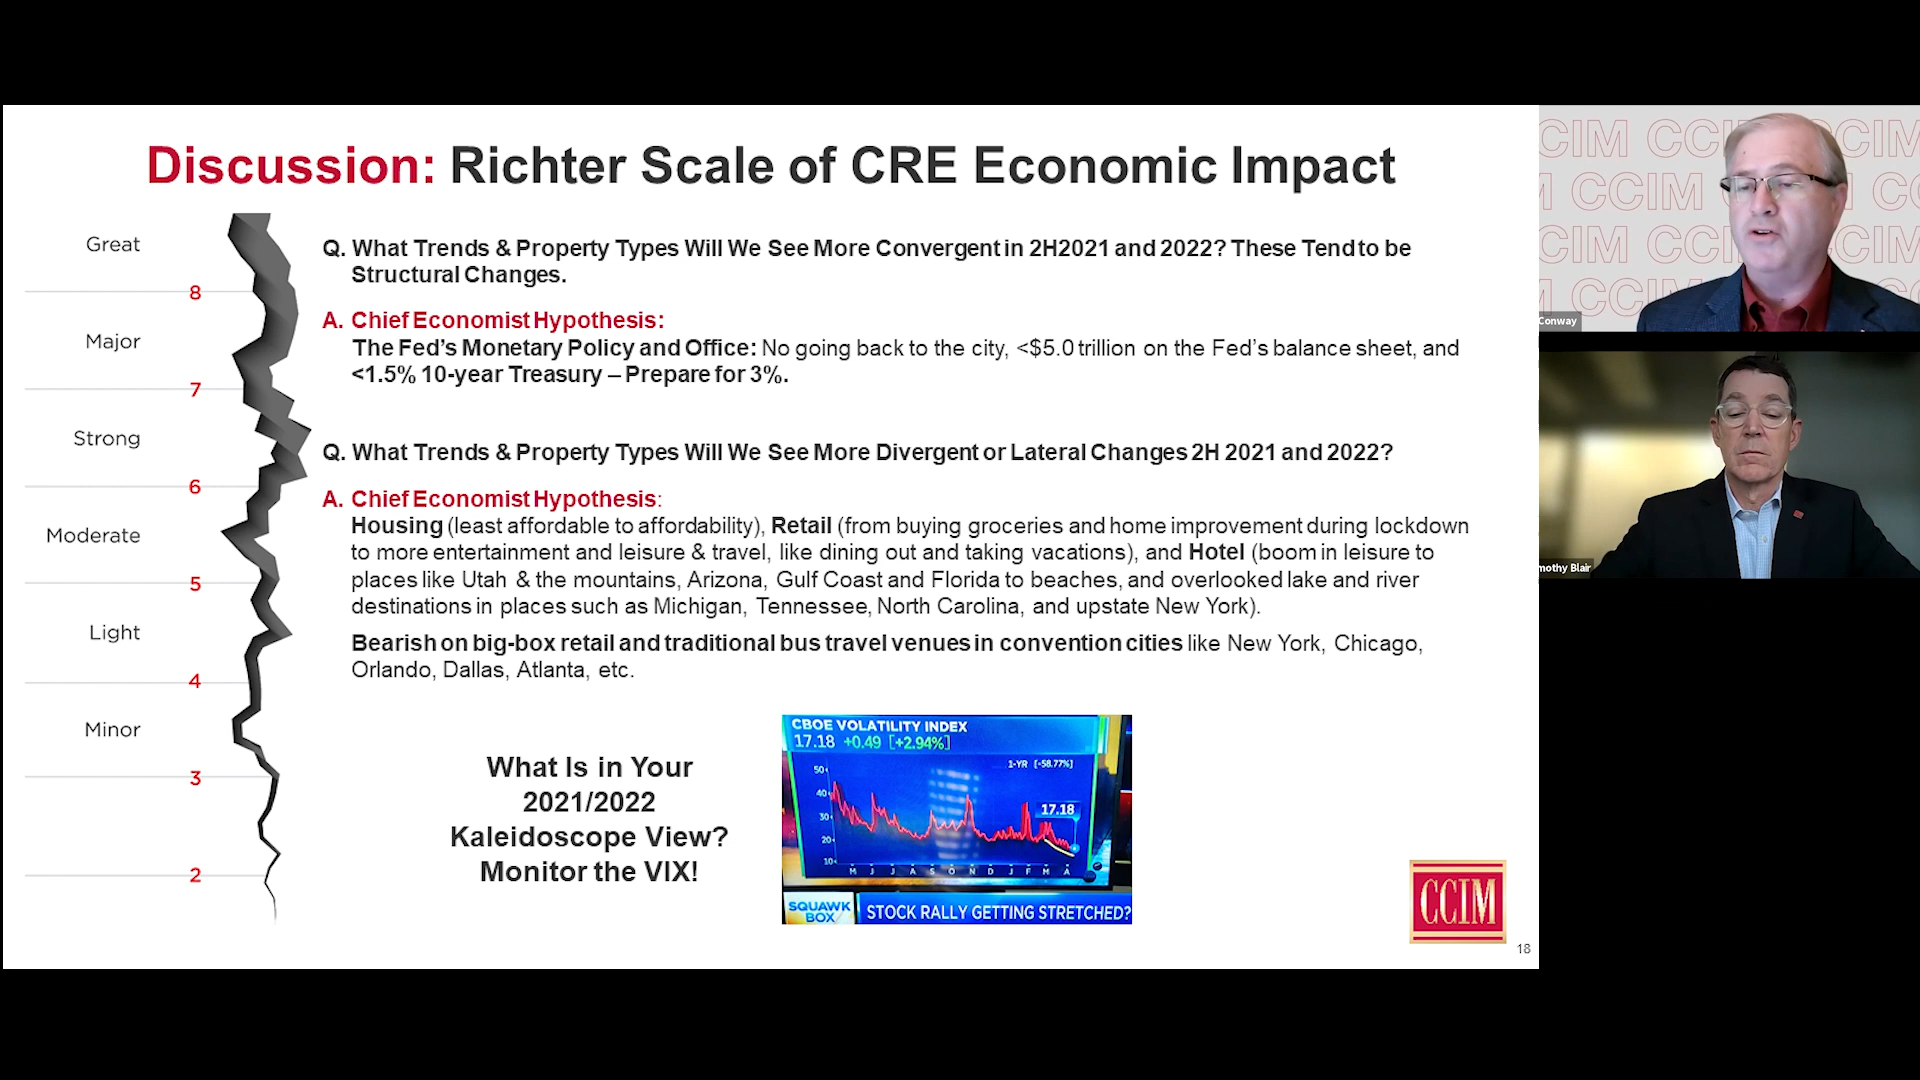 Discussion: Richter Scale of CRE Economic Impact
Great
8
Major
7
Strong
6
Moderate
5
Light
4
Minor
3
2
Q. What Trends & Property Types Will We See More Convergent in 2H2021 and 2022? These Tend to be
Structural Changes.
A. Chief Economist Hypothesis:
The Fed's Monetary Policy and Office: No going back to the city, <$5.0 trillion on the Fed's balance sheet, and
<1.5% 10-year Treasury – Prepare for 3%.
Q. What Trends & Property Types Will We See More Divergent or Lateral Changes 2H 2021 and 2022?
A. Chief Economist Hypothesis:
Housing (least affordable to affordability), Retail (from buying groceries and home improvement during lockdown
to more entertainment and leisure & travel, like dining out and taking vacations), and Hotel (boom in leisure to
places like Utah & the mountains, Arizona, Gulf Coast and Florida to beaches, and overlooked lake and river
destinations in places such as Michigan, Tennessee, North Carolina, and upstate New York).
Bearish on big-box retail and traditional bus travel venues in convention cities like New York, Chicago,
Orlando, Dallas, Atlanta, etc.
What Is in Your
2021/2022
Kaleidoscope View?
Monitor the VIX!
CBOE VOLATILITY INDEX
17.18 +0.49 [+2.94%]
1-YR [-58.77%]
50
40
30
20
10
17.18
M J J A S O N D J F M A
SQUAWK
BOX
STOCK RALLY GETTING STRETCHED?
CCIM
18
CIM CCI CIM
M CCIM CC
CIM CCI CIM
M CCIM
Conway
mothy Blair